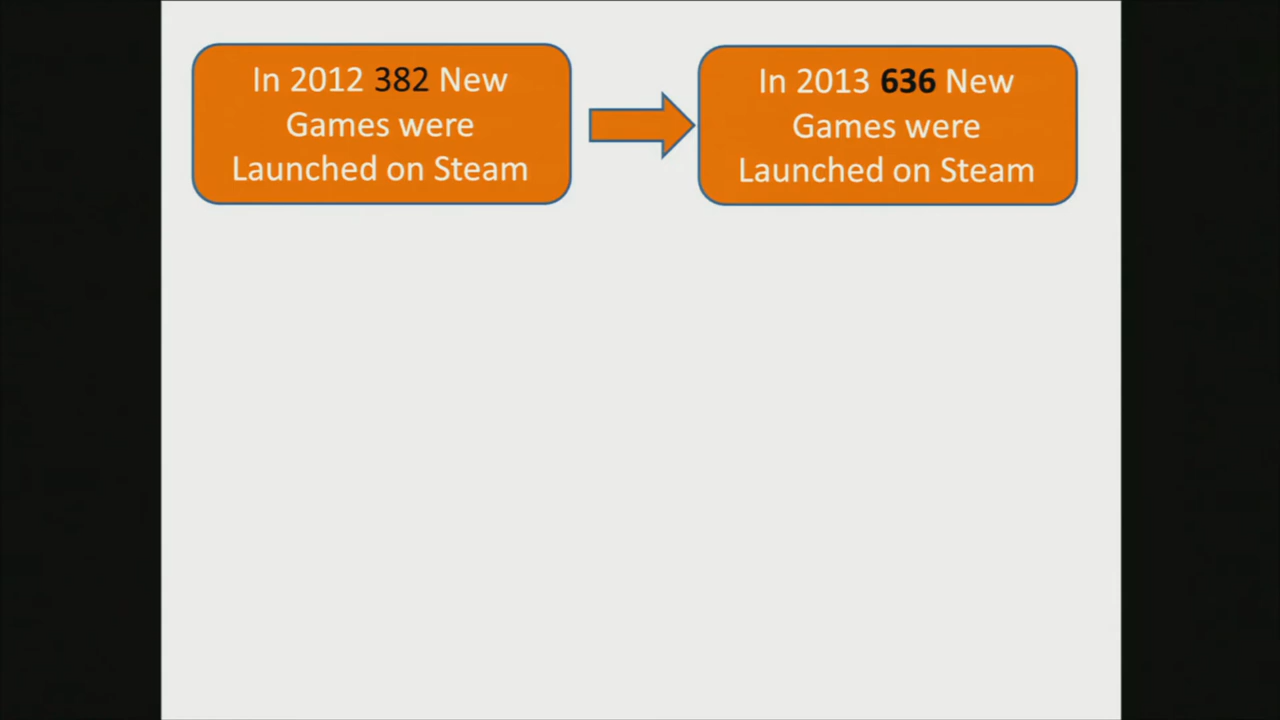 In 2012 382 New
Games were
Launched on Steam
In 2013 636 New
Games were
Launched on Steam